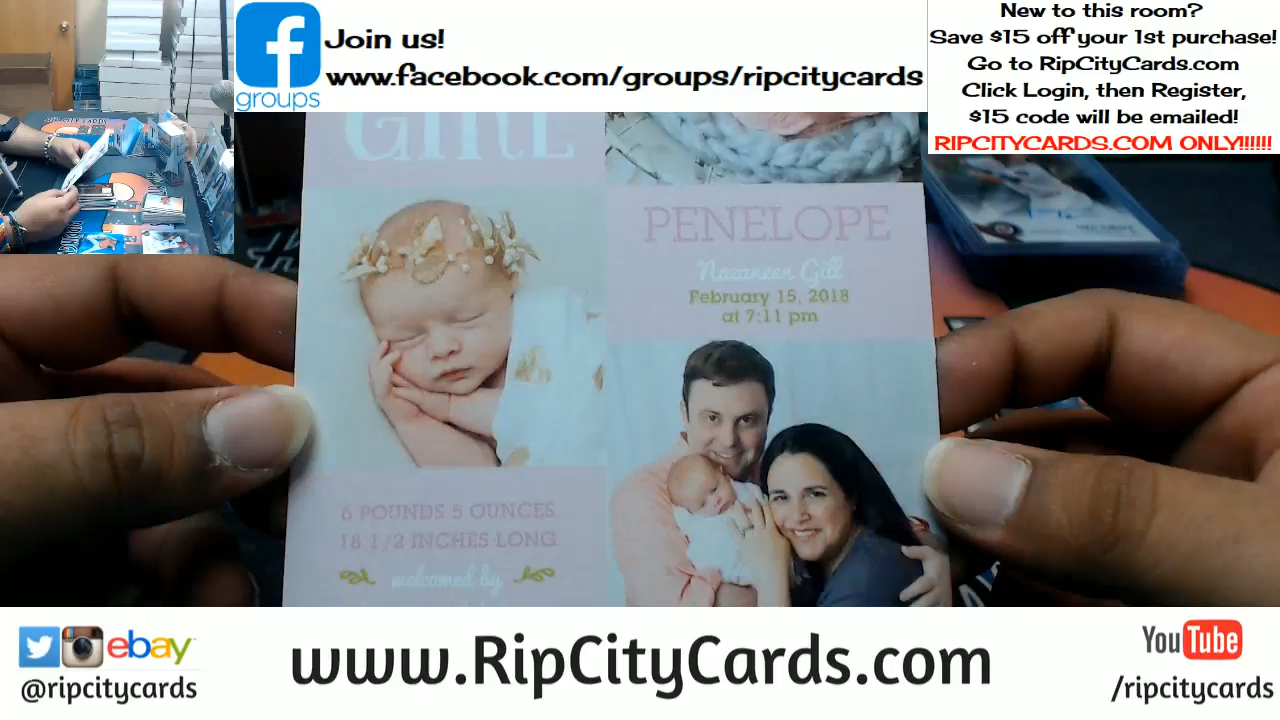 Join us!
www.facebook.com/groups/ripcitycards
groups
New to this room?
Save $15 off your 1st purchase!
Go to RipCityCards.com
Click Login, then Register,
$15 code will be emailed!
RIPCITYCARDS.COM ONLY!!!!!!
GIRL
PENELOPE
Nazaneen Gill
February 15, 2018
at 7:11 pm
6 POUNDS 5 OUNCES
18 1/2 INCHES LONG
welcomed by
ebay
@ripcitycards
www.RipCityCards.com
YouTube
/ripcitycards